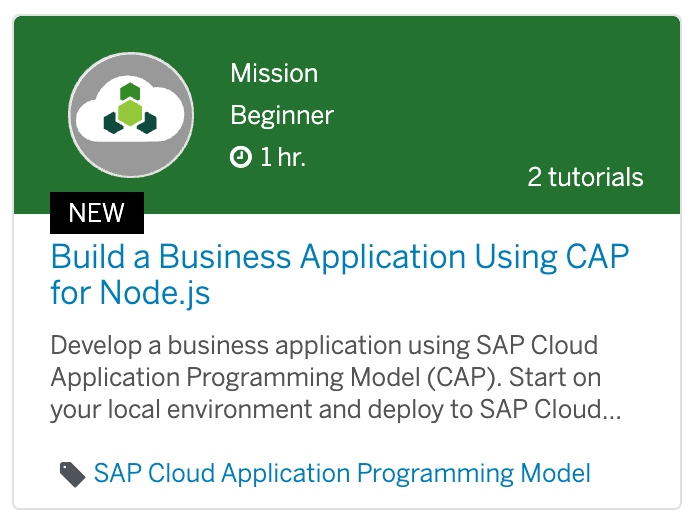 Mission
Beginner
1 hr.
2 tutorials
NEW
Build a Business Application Using CAP
for Node.js
Develop a business application using SAP Cloud
Application Programming Model (CAP). Start on
your local environment and deploy to SAP Cloud...
SAP Cloud Application Programming Model